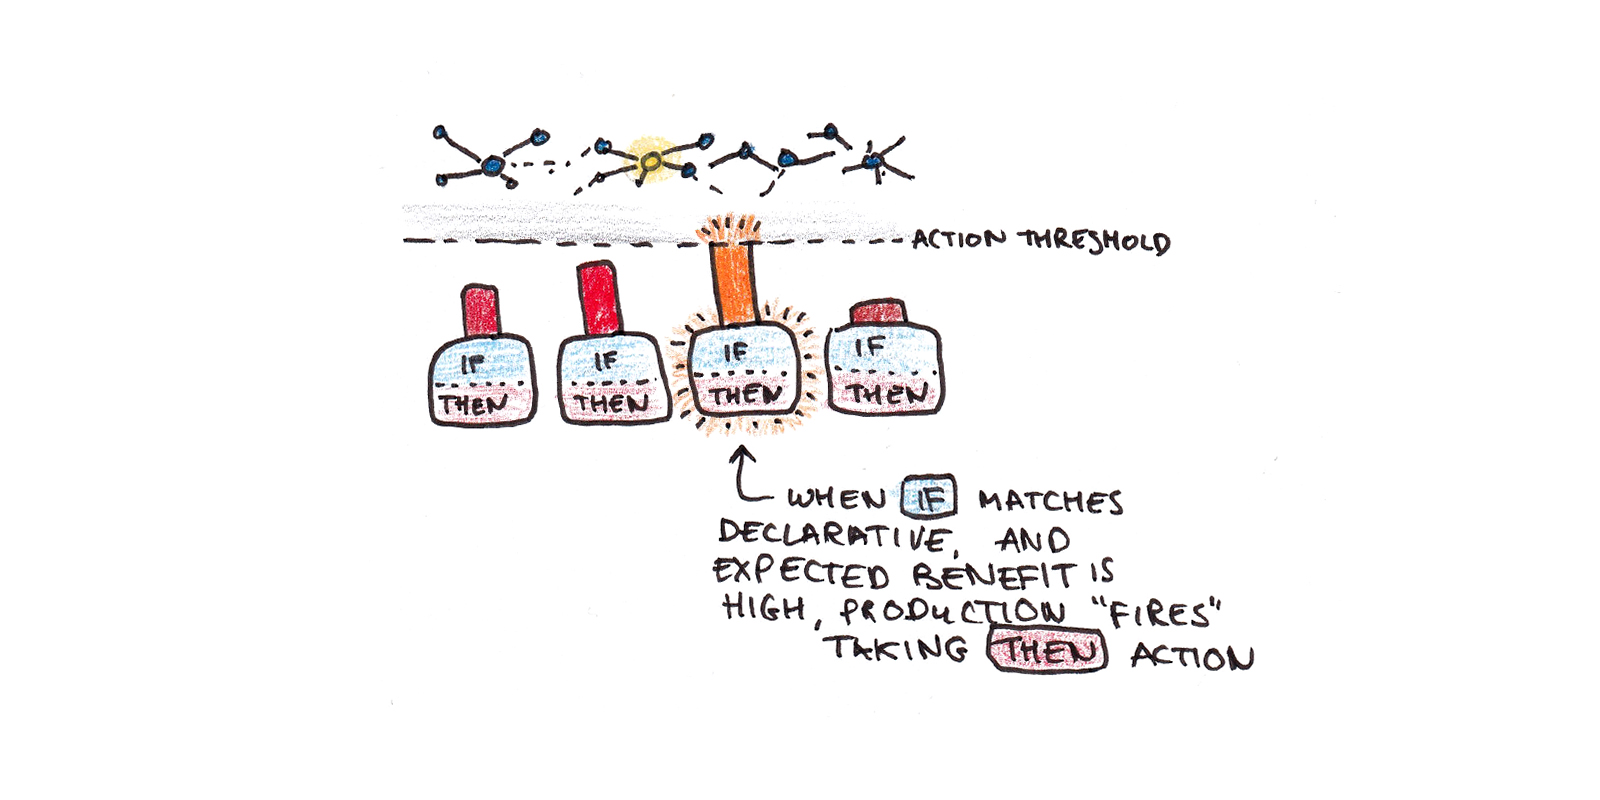 ACTION THRESHOLD
IF IF IF IF
THEN THEN THEN THEN
WHEN IF MATCHES
DECLARATIVE, AND
EXPECTED BENEFIT IS
HIGH, PRODUCTION "FIRES"
TAKING THEN ACTION